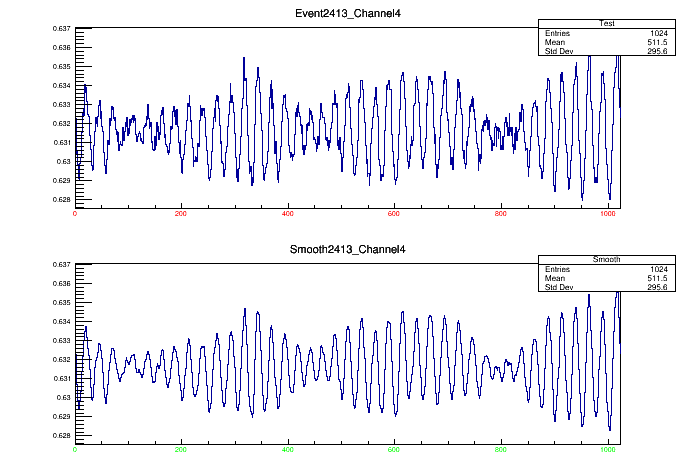 Event2413_Channel4
Test
Entries 1024
Mean 511.5
Std Dev 295.6
0.637
0.636
0.635
0.634
0.633
0.632
0.631
0.63
0.629
0.628
0 200 400 600 800 1000
Smooth2413_Channel4
Smooth
Entries 1024
Mean 511.5
Std Dev 295.6
0.637
0.636
0.635
0.634
0.633
0.632
0.631
0.63
0.629
0.628
0 200 400 600 800 1000